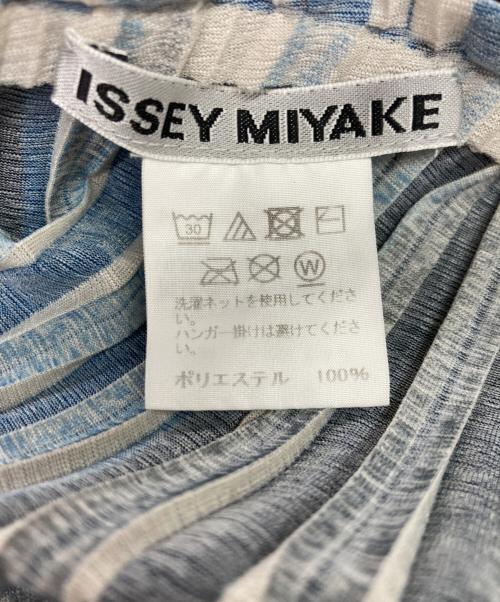 ISSEY MIYAKE
30
W
洗濯ネットを使用してくださ
い。
ハンガー掛けは避けてくださ
い。
ポリエステル 100%